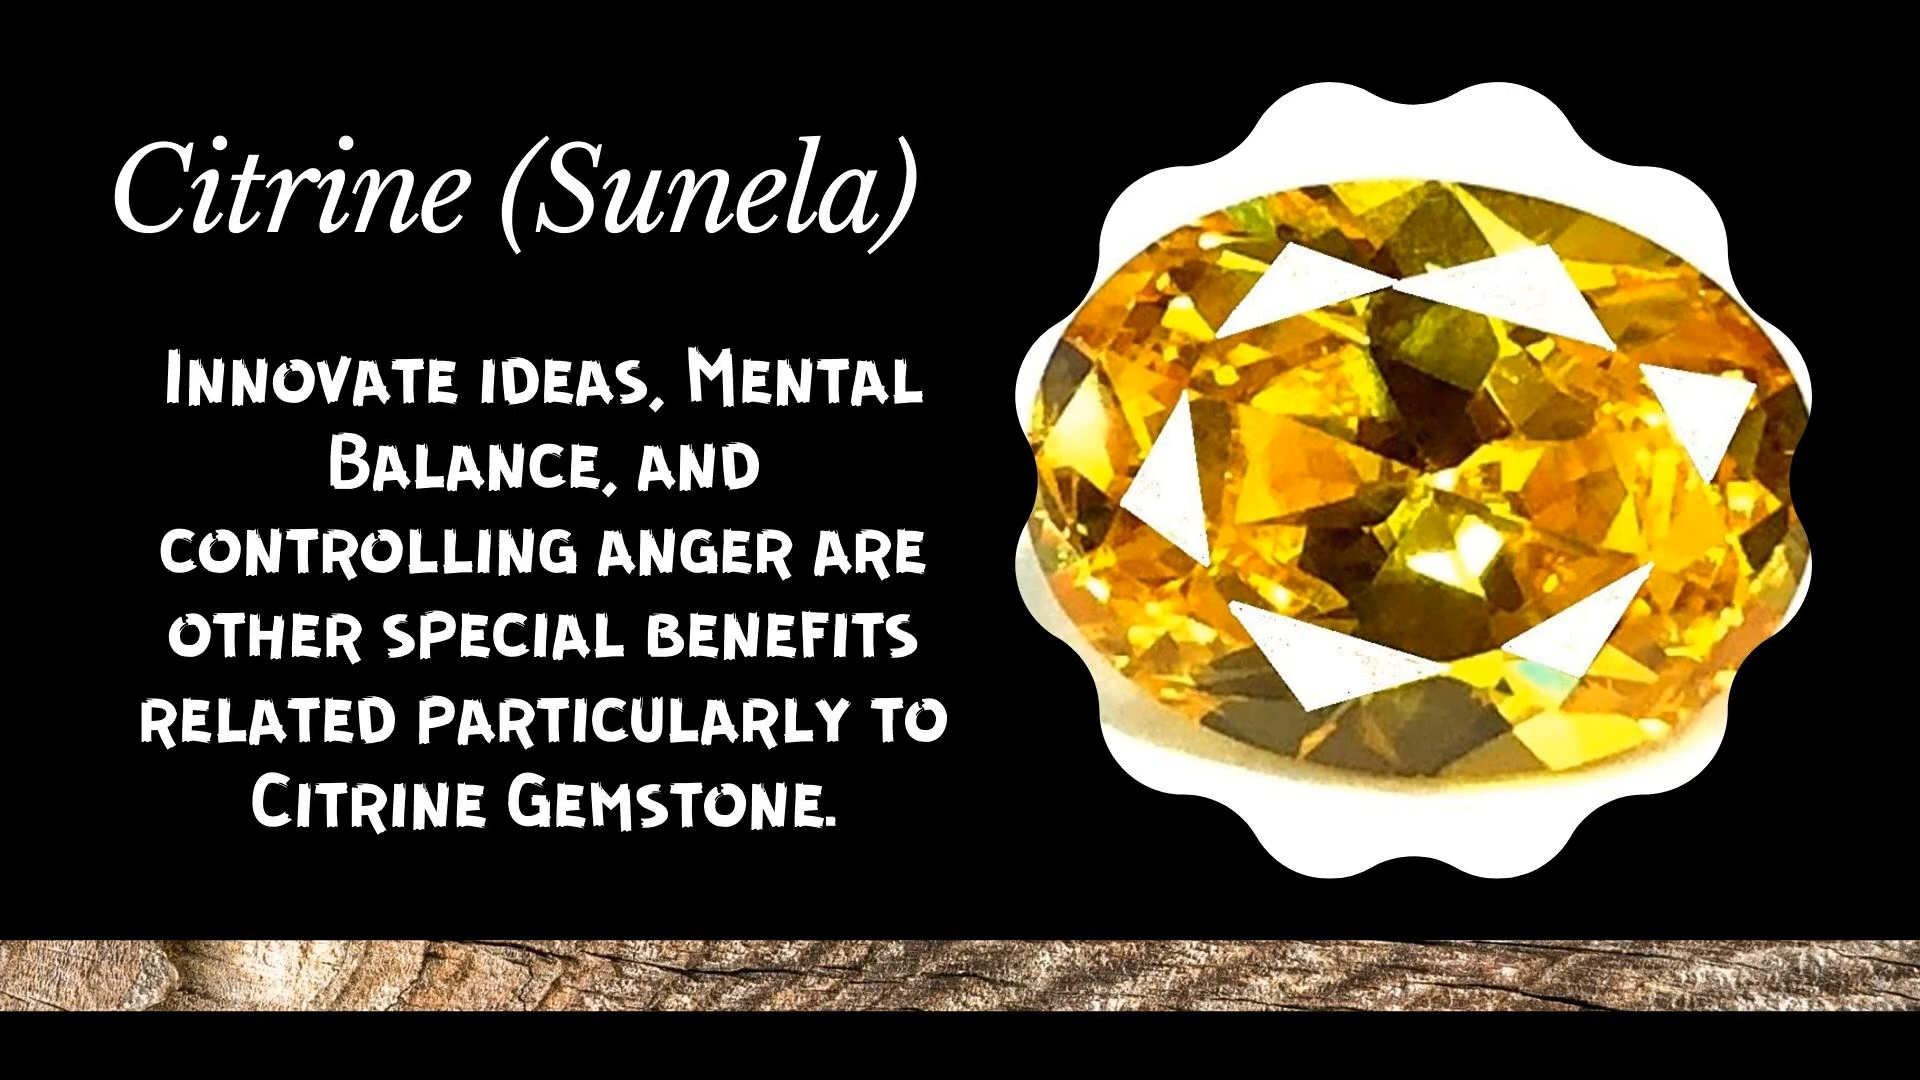 Citrine (Sunela)
Innovate ideas, Mental
Balance, and
controlling anger are
other special benefits
related particularly to
Citrine Gemstone.